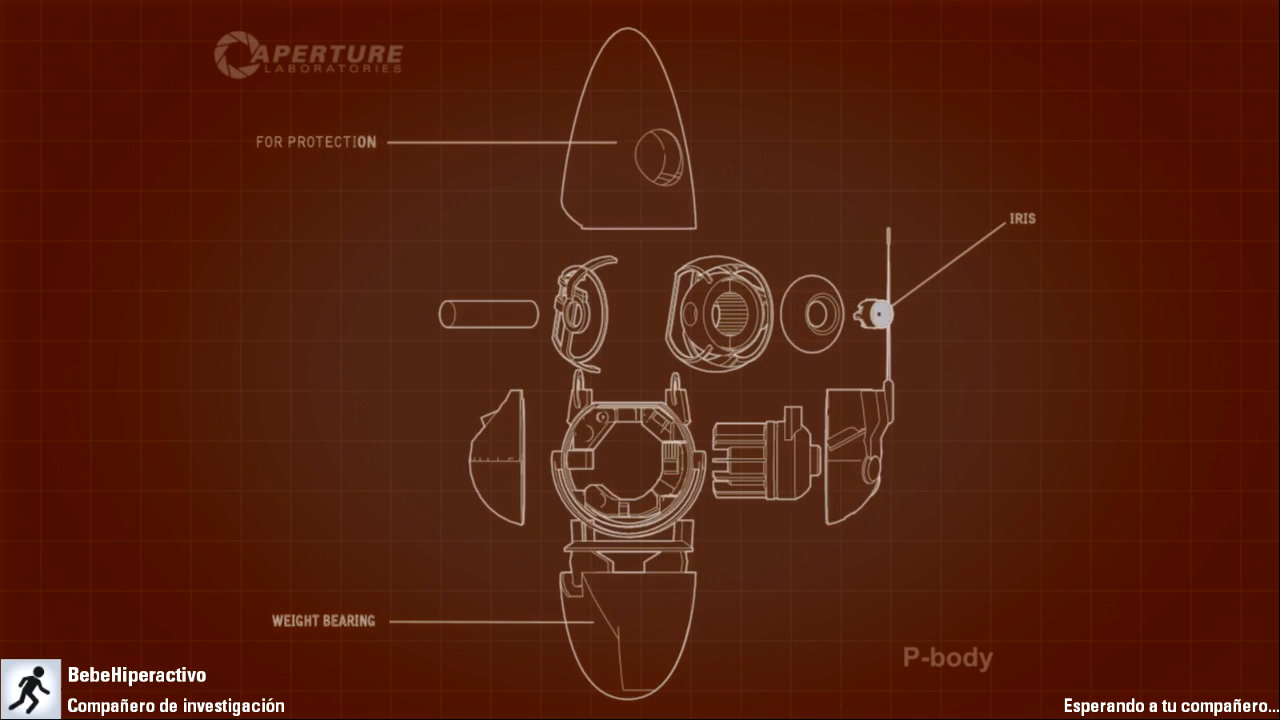 APERTURE
LABORATORIES
FOR PROTECTION
IRIS
WEIGHT BEARING
P-body
BebeHiperactivo
Compañero de investigación
Esperando a tu compañero...